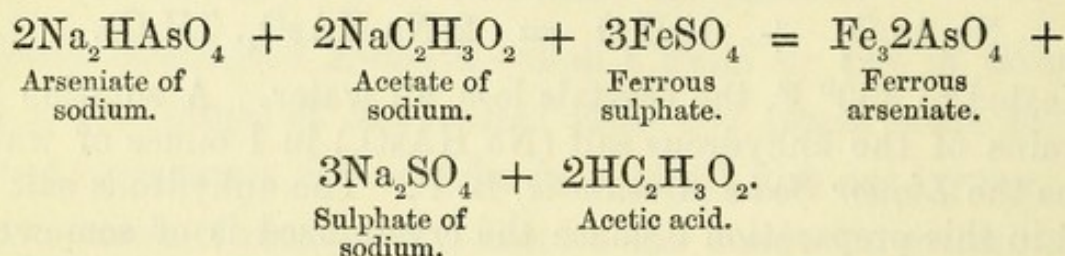 2Na₂HAsO₄ + 2NaC₂H₃O₂ + 3FeSO₄ = Fe₃2AsO₄ +
Arseniate of Acetate of Ferrous Ferrous
sodium. sodium. sulphate. arseniate.
3Na₂SO₄ + 2HC₂H₃O₂.
Sulphate of Acetic acid.
sodium.